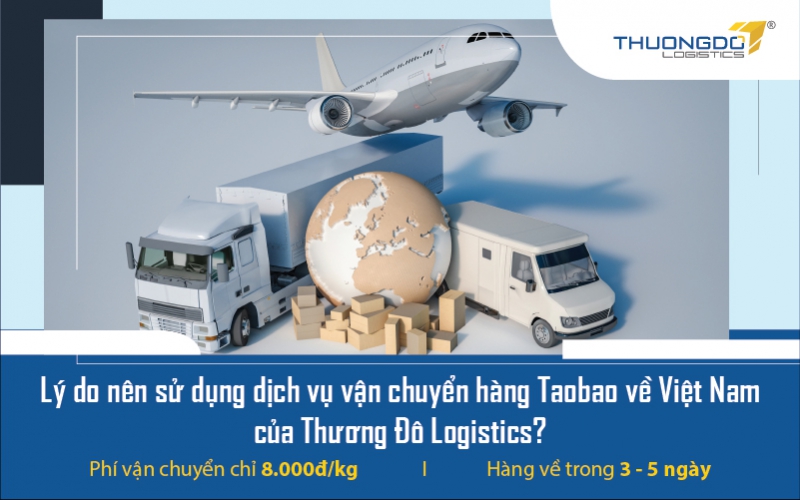 THUONGDO
LOGISTICS
®
Lý do nên sử dụng dịch vụ vận chuyển hàng Taobao về Việt Nam
của Thương Đô Logistics?
Phí vận chuyển chỉ 8.000đ/kg I Hàng về trong 3 - 5 ngày